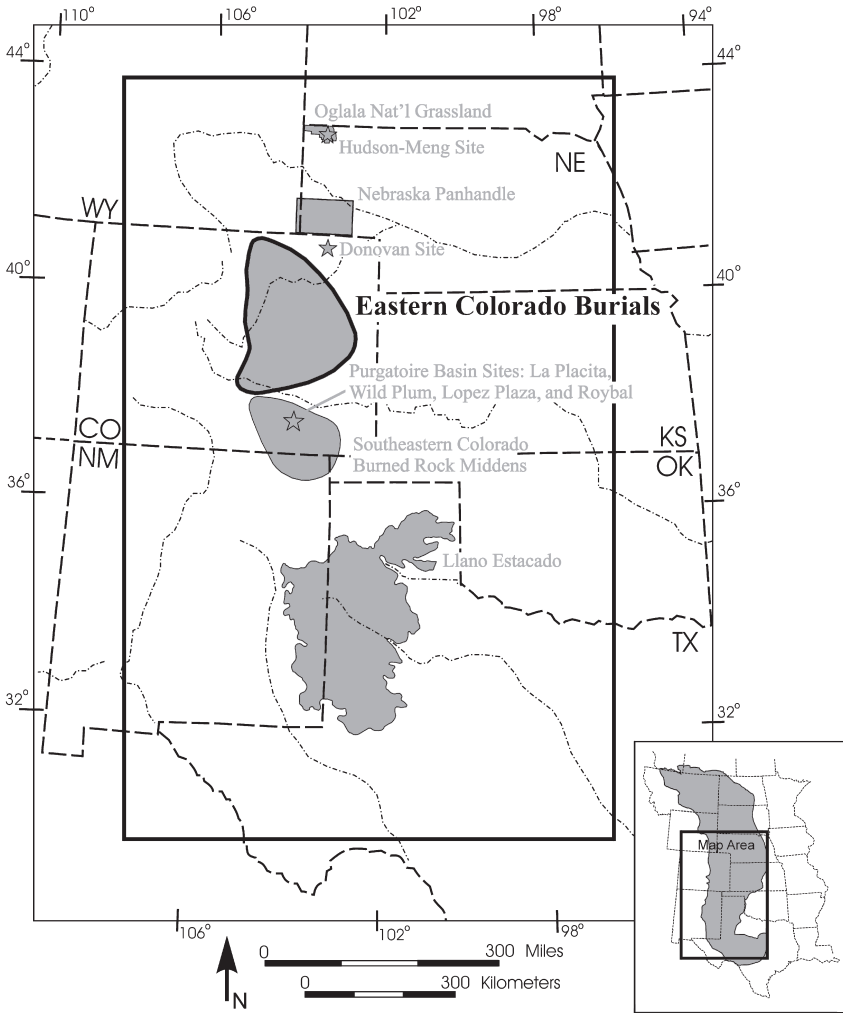 110°
106°
102°
98°
94°
44°
44°
Oglala Nat'l Grassland
Hudson-Meng Site
NE
Nebraska Panhandle
WY
Donovan Site
40°
40°
Eastern Colorado Burials
Purgatoire Basin Sites: La Placita,
Wild Plum, Lopez Plaza, and Roybal
CO
NM
Southeastern Colorado
Burned Rock Middens
KS
OK
36°
36°
Llano Estacado
TX
32°
32°
Map Area
106°
102°
98°
0 300 Miles
0 300 Kilometers
N